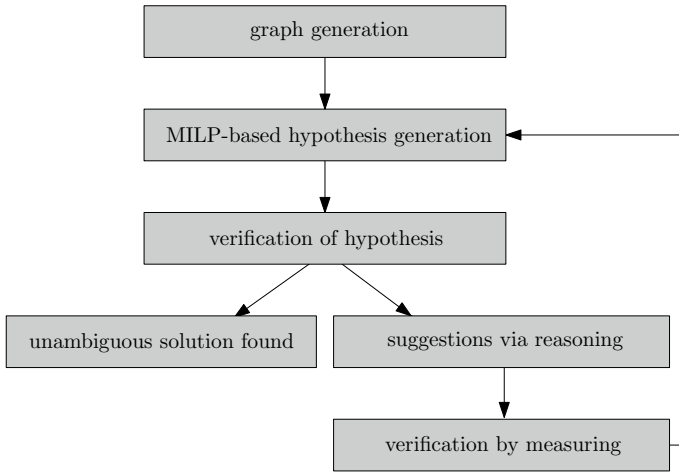 graph generation
MILP-based hypothesis generation
verification of hypothesis
unambiguous solution found
suggestions via reasoning
verification by measuring